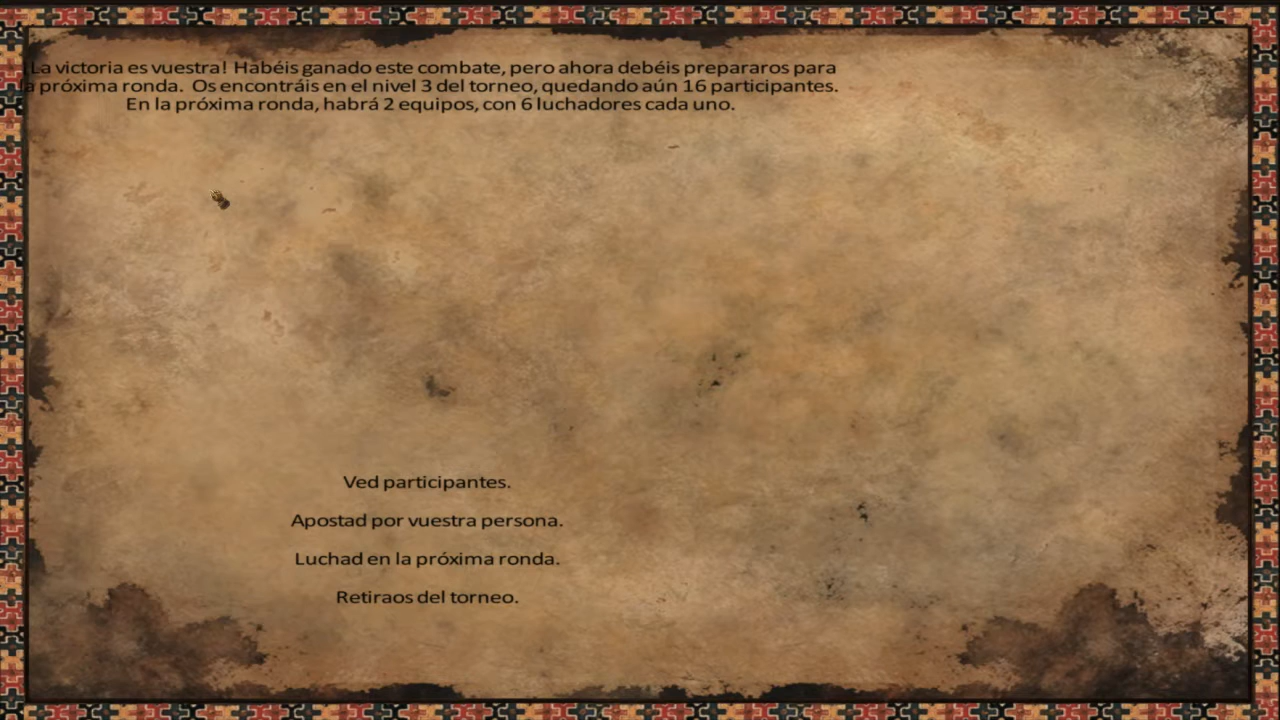 ¡La victoria es vuestra! Habéis ganado este combate, pero ahora debéis prepararos para
la próxima ronda. Os encontráis en el nivel 3 del torneo, quedando aún 16 participantes.
En la próxima ronda, habrá 2 equipos, con 6 luchadores cada uno.
Ved participantes.
Apostad por vuestra persona.
Luchad en la próxima ronda.
Retiraos del torneo.